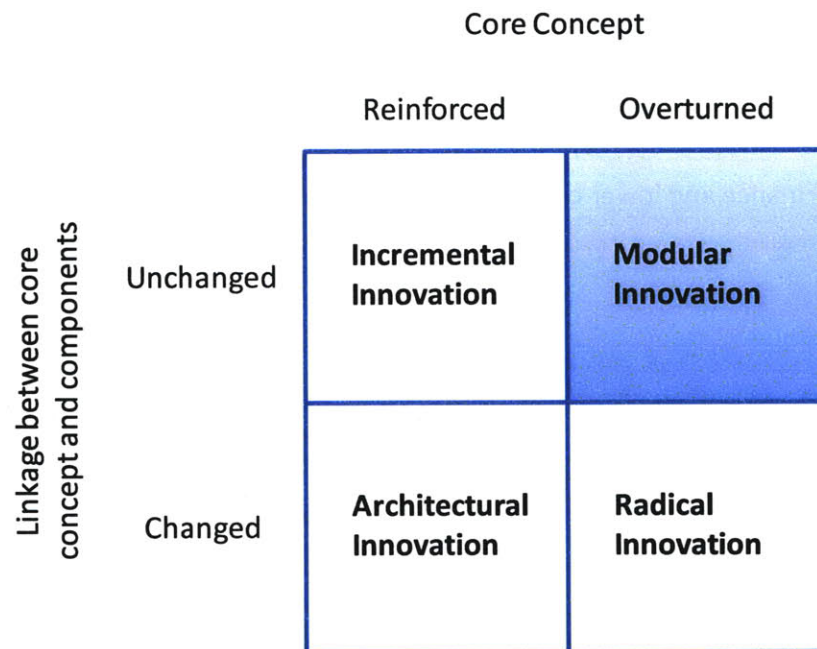 Core Concept
Reinforced
Overturned
Linkage between core
concept and components
Unchanged
Incremental
Innovation
Modular
Innovation
Changed
Architectural
Innovation
Radical
Innovation